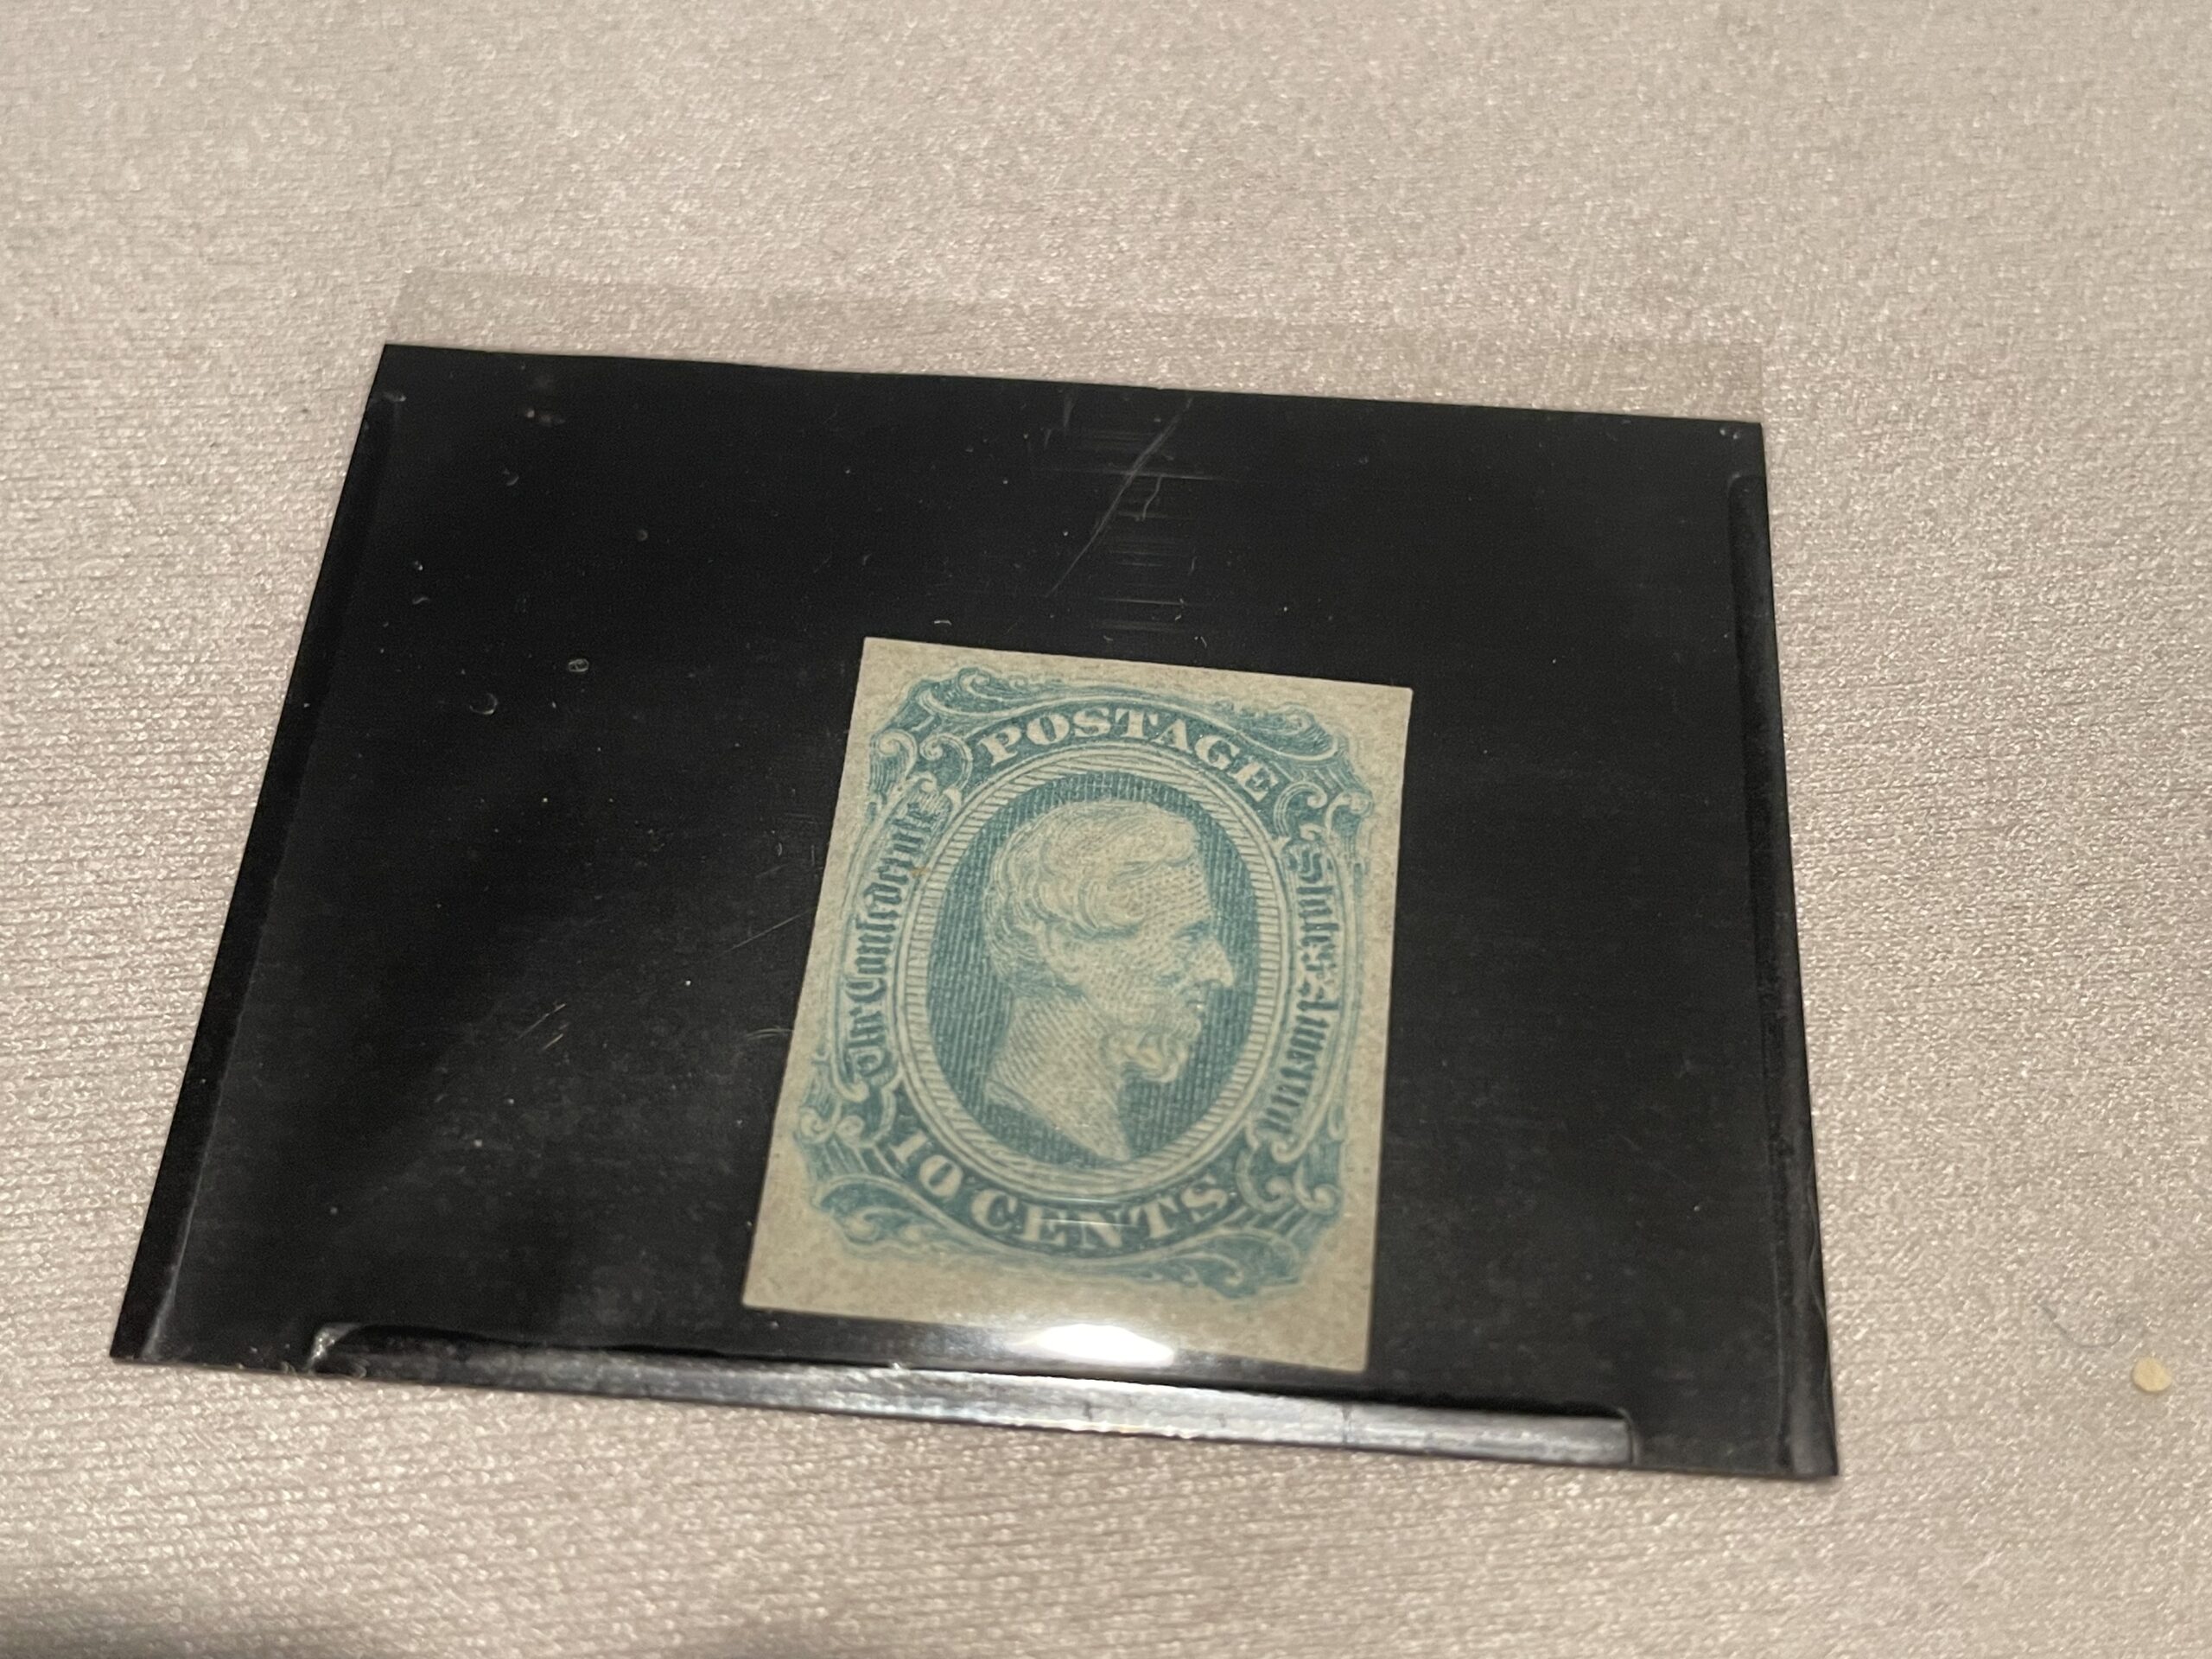 POSTAGE
The Confederate
States of America
10 CENTS